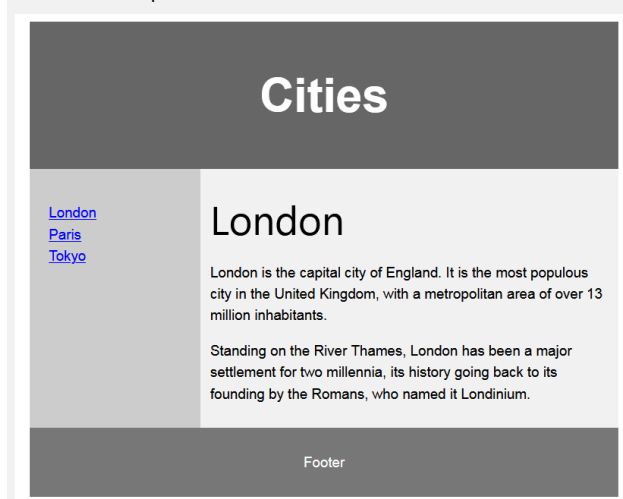 Cities
London
Paris
Tokyo
London
London is the capital city of England. It is the most populous
city in the United Kingdom, with a metropolitan area of over 13
million inhabitants.
Standing on the River Thames, London has been a major
settlement for two millennia, its history going back to its
founding by the Romans, who named it Londinium.
Footer